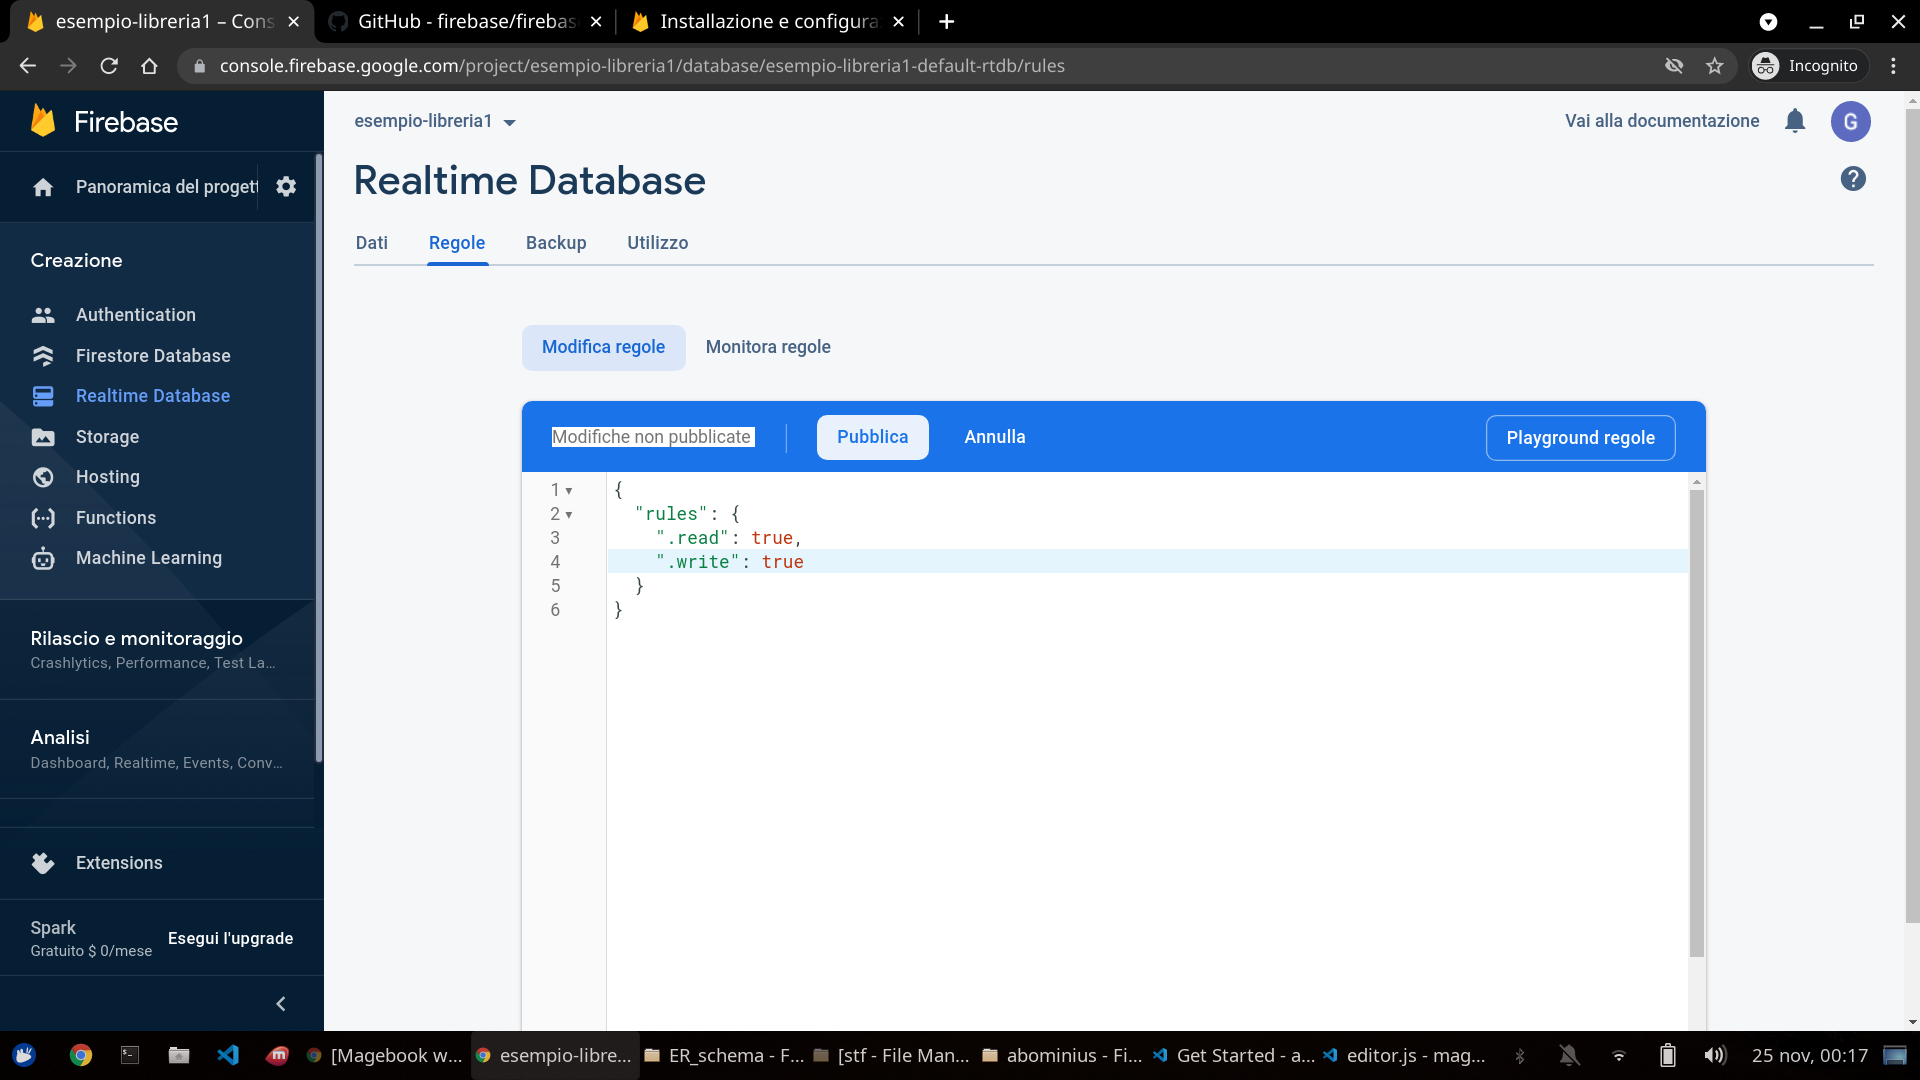 esempio-libreria1 – Cons
GitHub - firebase/firebas
Installazione e configura
console.firebase.google.com/project/esempio-libreria1/database/esempio-libreria1-default-rtdb/rules
Incognito
Firebase
Panoramica del progett
Creazione
Authentication
Firestore Database
Realtime Database
Storage
Hosting
Functions
Machine Learning
Rilascio e monitoraggio
Crashlytics, Performance, Test La...
Analisi
Dashboard, Realtime, Events, Conv...
Extensions
Spark
Gratuito $ 0/mese
Esegui l'upgrade
esempio-libreria1
Vai alla documentazione
G
Realtime Database
?
Dati
Regole
Backup
Utilizzo
Modifica regole
Monitora regole
Modifiche non pubblicate
Pubblica
Annulla
Playground regole
1 {
2 "rules": {
3 ".read": true,
4 ".write": true
5 }
6 }
[Magebook w...
esempio-libre...
ER_schema - F...
[stf - File Man...
abominius - Fi...
Get Started - a...
editor.js - mag...
25 nov, 00:17